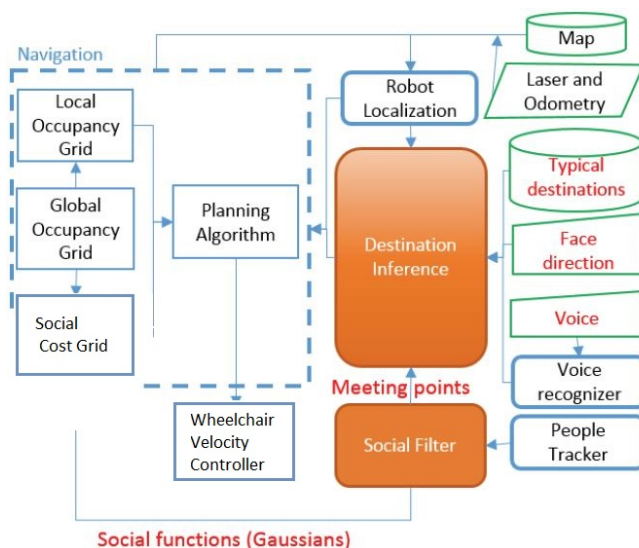 Navigation
Map
Laser and
Odometry
Robot
Localization
Local
Occupancy
Grid
Global
Occupancy
Grid
Social
Cost Grid
Planning
Algorithm
Destination
Inference
Typical
destinations
Face
direction
Voice
Voice
recognizer
Meeting points
Wheelchair
Velocity
Controller
Social Filter
People
Tracker
Social functions (Gaussians)